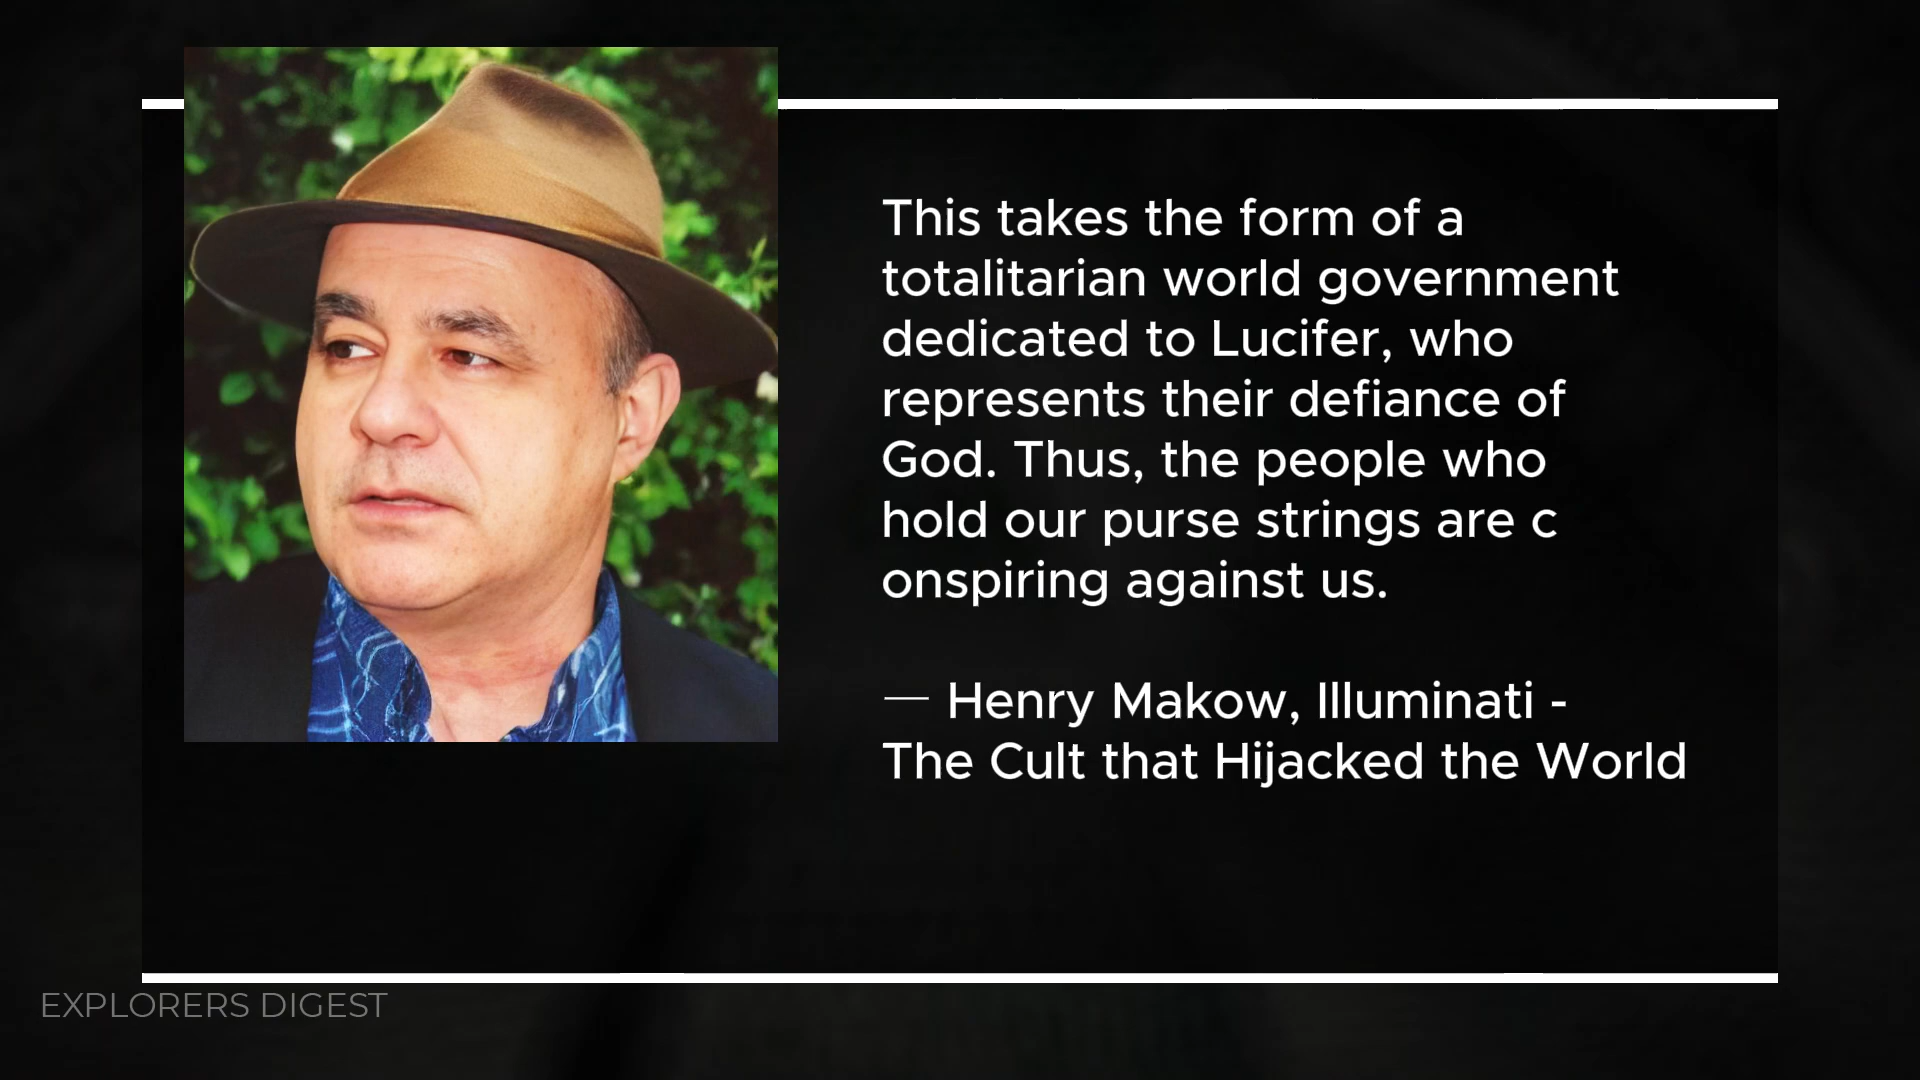 This takes the form of a
totalitarian world government
dedicated to Lucifer, who
represents their defiance of
God. Thus, the people who
hold our purse strings are c
onspiring against us.
— Henry Makow, Illuminati -
The Cult that Hijacked the World
EXPLORERS DIGEST